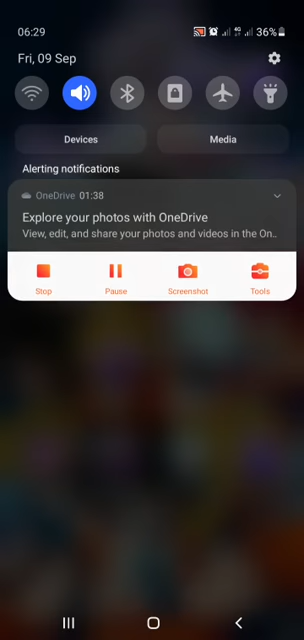 06:29
4G
36%
Fri, 09 Sep
Devices
Media
Alerting notifications
OneDrive 01:38
Explore your photos with OneDrive
View, edit, and share your photos and videos in the On..
Stop
Pause
Screenshot
Tools